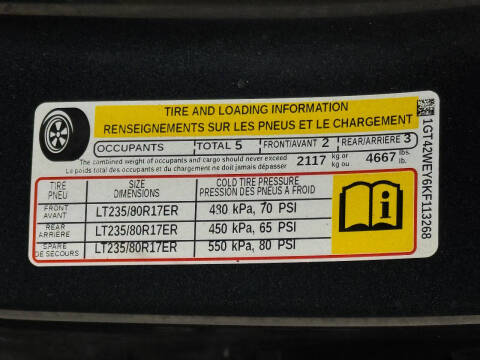 TIRE AND LOADING INFORMATION
RENSEIGNEMENTS SUR LES PNEUS ET LE CHARGEMENT
OCCUPANTS TOTAL 5 FRONT/AVANT 2 REAR/ARRIÈRE 3
The combined weight of occupants and cargo should never exceed
Le poids total des occupants et du chargement ne doit jamais dépasser
2117 kg or kg ou 4667 lbs. lb.
TIRE PNEU SIZE DIMENSIONS COLD TIRE PRESSURE PRESSION DES PNEUS A FROID
FRONT AVANT LT235/80R17ER 480 kPa, 70 PSI
REAR ARRIÈRE LT235/80R17ER 450 kPa, 65 PSI
SPARE DE SECOURS LT235/80R17ER 550 kPa, 80 PSI
1GT42WEY6KF113268